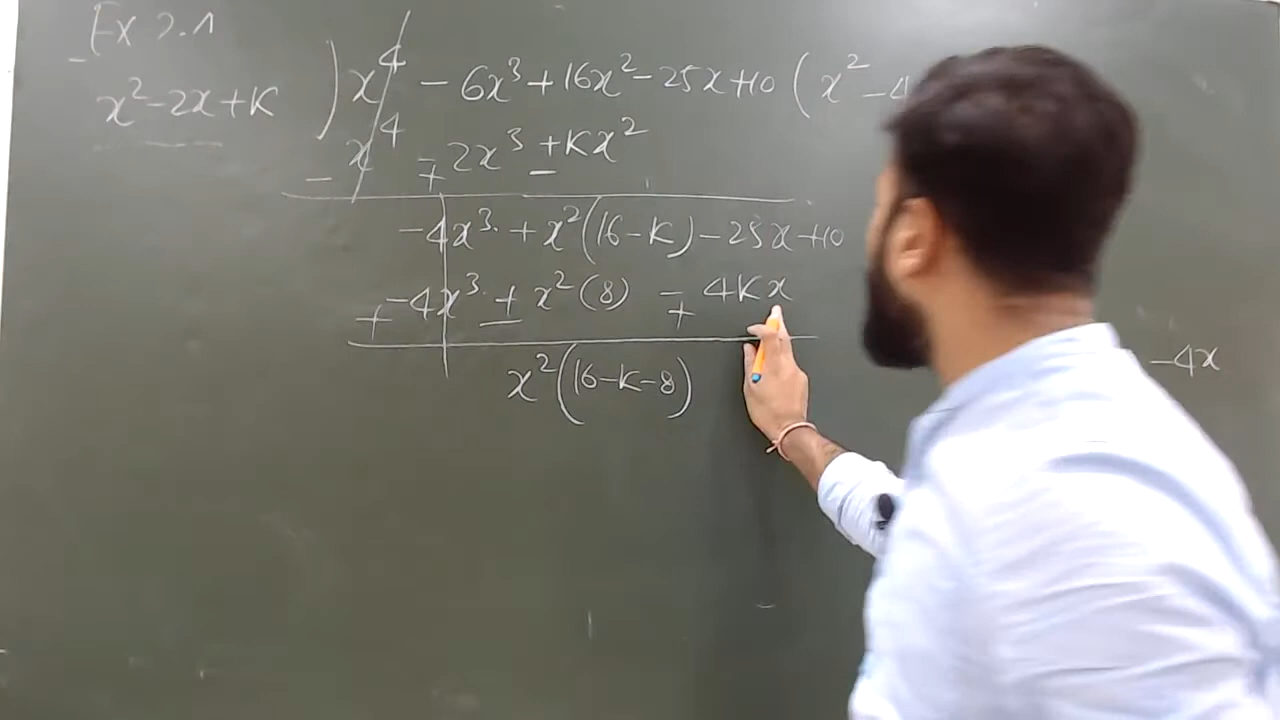 Ex 2.1
x²-2x+K ) x⁴ - 6x³ + 16x² - 25x + 10 ( x² - 4
x⁴ - 2x³ + Kx²
- + -
-4x³ + x²(16-K) - 25x + 10
-4x³ + x²(8) - 4Kx
+ - +
x²(16-K-8)
-4x